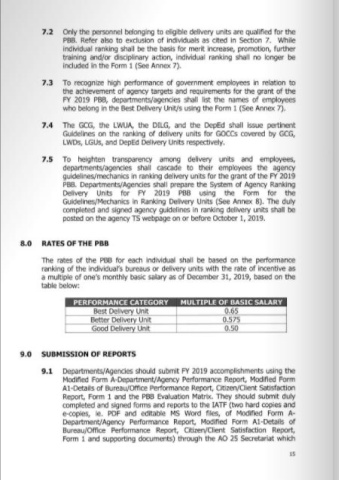 7.2 Only the personnel belonging to eligible delivery units are qualified for the
PBB. Refer also to exclusion of individuals as cited in Section 7. While
individual ranking shall be the basis for merit increase, promotion, further
training and/or disciplinary action, individual ranking shall no longer be
included in the Form 1 (See Annex 7).
7.3 To recognize high performance of government employees in relation to
the achievement of agency targets and requirements for the grant of the
FY 2019 PBB, departments/agencies shall list the names of employees
who belong in the Best Delivery Unit/s using the Form 1 (See Annex 7).
7.4 The GCG, the LWUA, the DILG, and the DepEd shall issue pertinent
Guidelines on the ranking of delivery units for GOCCs covered by GCG,
LWDs, LGUs, and DepEd Delivery Units respectively.
7.5 To heighten transparency among delivery units and employees,
departments/agencies shall cascade to their employees the agency
guidelines/mechanics in ranking delivery units for the grant of the FY 2019
PBB. Departments/Agencies shall prepare the System of Agency Ranking
Delivery Units for FY 2019 PBB using the Form for the
Guidelines/Mechanics in Ranking Delivery Units (See Annex 8). The duly
completed and signed agency guidelines in ranking delivery units shall be
posted on the agency TS webpage on or before October 1, 2019.
8.0 RATES OF THE PBB
The rates of the PBB for each individual shall be based on the performance
ranking of the individual's bureaus or delivery units with the rate of incentive as
a multiple of one's monthly basic salary as of December 31, 2019, based on the
table below:
PERFORMANCE CATEGORY MULTIPLE OF BASIC SALARY
Best Delivery Unit 0.65
Better Delivery Unit 0.575
Good Delivery Unit 0.50
9.0 SUBMISSION OF REPORTS
9.1 Departments/Agencies should submit FY 2019 accomplishments using the
Modified Form A-Department/Agency Performance Report, Modified Form
A1-Details of Bureau/Office Performance Report, Citizen/Client Satisfaction
Report, Form 1 and the PBB Evaluation Matrix. They should submit duly
completed and signed forms and reports to the IATF (two hard copies and
e-copies, ie. PDF and editable MS Word files, of Modified Form A-
Department/Agency Performance Report, Modified Form A1-Details of
Bureau/Office Performance Report, Citizen/Client Satisfaction Report,
Form 1 and supporting documents) through the AO 25 Secretariat which
15